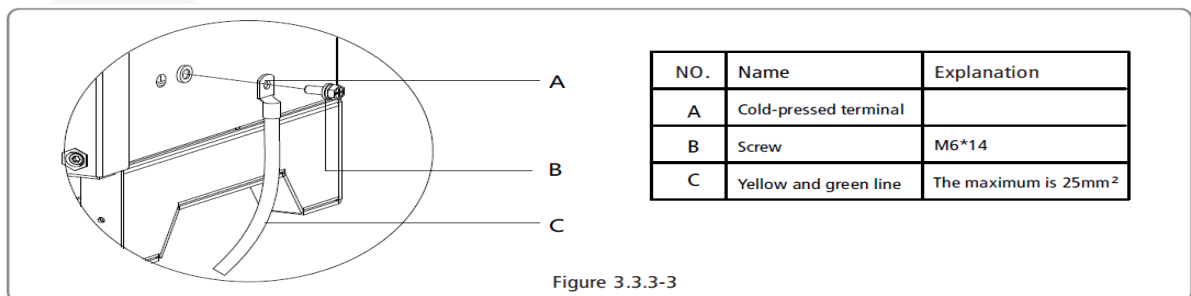 A
B
C
NO. Name Explanation
A Cold-pressed terminal
B Screw M6*14
C Yellow and green line The maximum is 25mm²
Figure 3.3.3-3